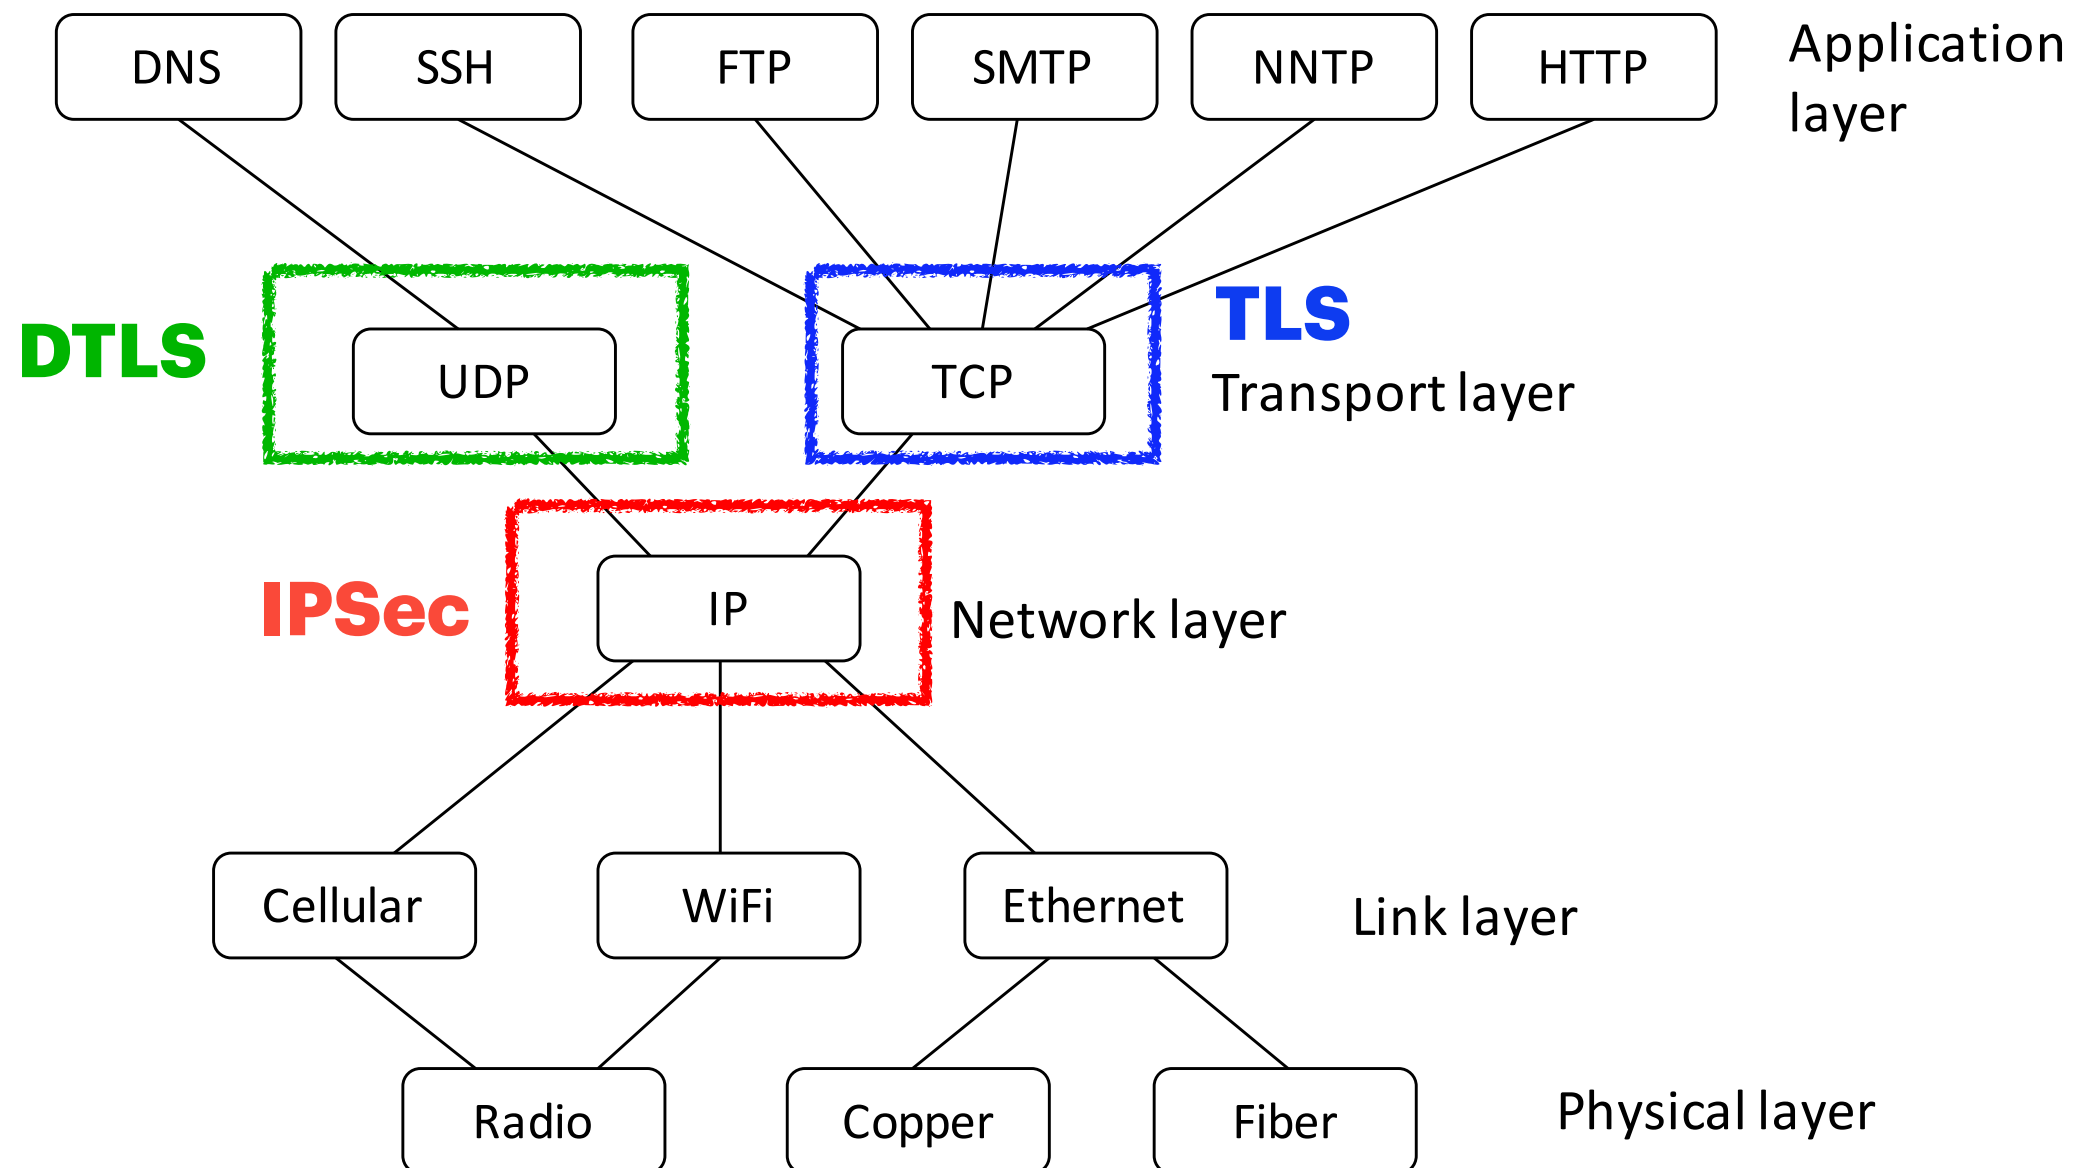 DNS
SSH
FTP
SMTP
NNTP
HTTP
Application
layer
DTLS
UDP
TCP
TLS
Transport layer
IPSec
IP
Network layer
Cellular
WiFi
Ethernet
Link layer
Radio
Copper
Fiber
Physical layer